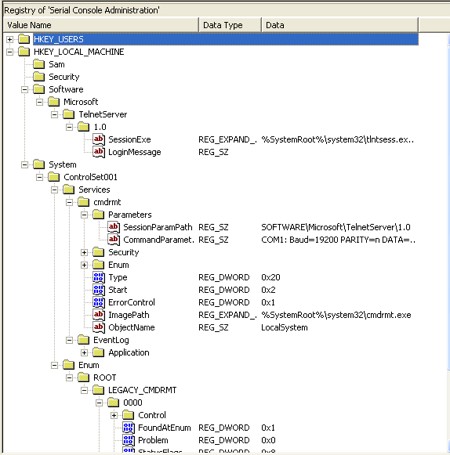 Registry of 'Serial Console Administration'
Value Name Data Type Data
HKEY_USERS
HKEY_LOCAL_MACHINE
Sam
Security
Software
Microsoft
TelnetServer
1.0
SessionExe REG_EXPAND_.. %SystemRoot%\system32\tlntsess.ex..
LoginMessage REG_SZ
System
ControlSet001
Services
cmdrmt
Parameters
SessionParamPath REG_SZ SOFTWARE\Microsoft\TelnetServer\1.0
CommandParamet.. REG_SZ COM1: Baud=19200 PARITY=n DATA=..
Security
Enum
Type REG_DWORD 0x20
Start REG_DWORD 0x2
ErrorControl REG_DWORD 0x1
ImagePath REG_EXPAND_.. %SystemRoot%\system32\cmdrmt.exe
ObjectName REG_SZ LocalSystem
EventLog
Application
Enum
ROOT
LEGACY_CMDRMT
0000
Control
FoundAtEnum REG_DWORD 0x1
Problem REG_DWORD 0x0
StatusFlags REG_DWORD 0x8